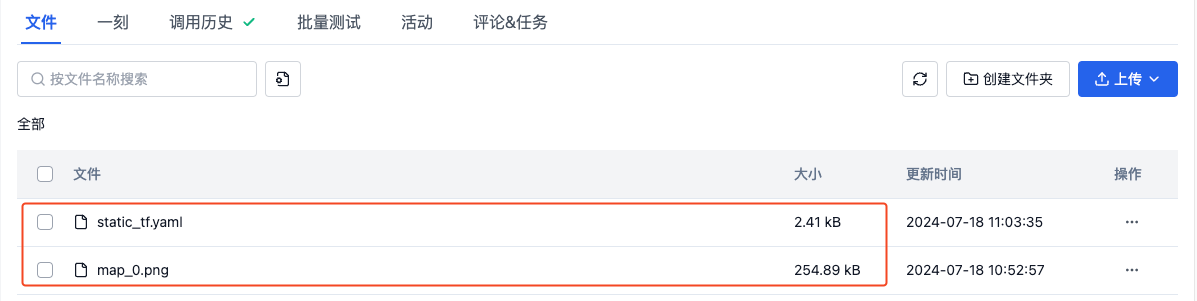 文件 一刻 调用历史 批量测试 活动 评论&任务
按文件名称搜索 创建文件夹 上传
全部
文件 大小 更新时间 操作
static_tf.yaml 2.41 kB 2024-07-18 11:03:35
map_0.png 254.89 kB 2024-07-18 10:52:57